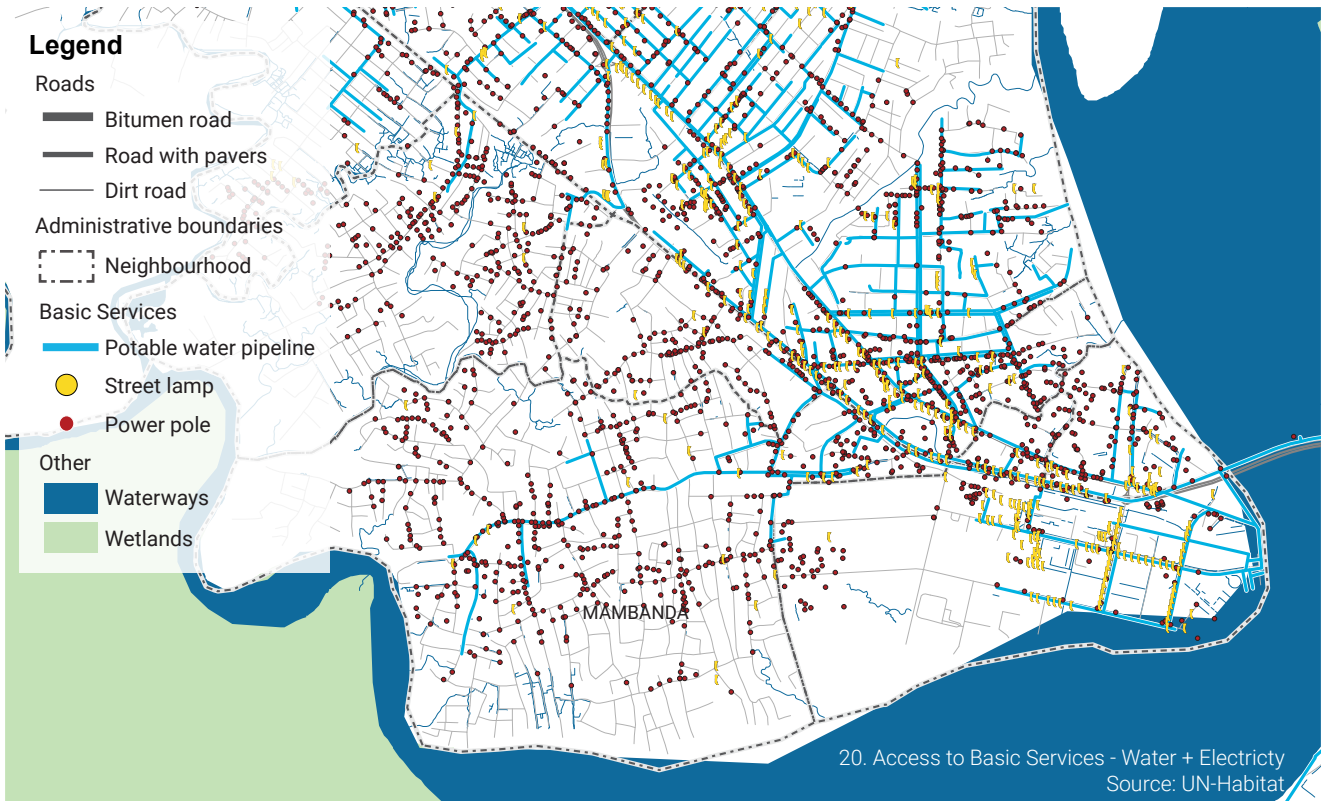 Legend
Roads
Bitumen road
Road with pavers
Dirt road
Administrative boundaries
Neighbourhood
Basic Services
Potable water pipeline
Street lamp
Power pole
Other
Waterways
Wetlands
MAMBANDA
20. Access to Basic Services - Water + Electricty
Source: UN-Habitat